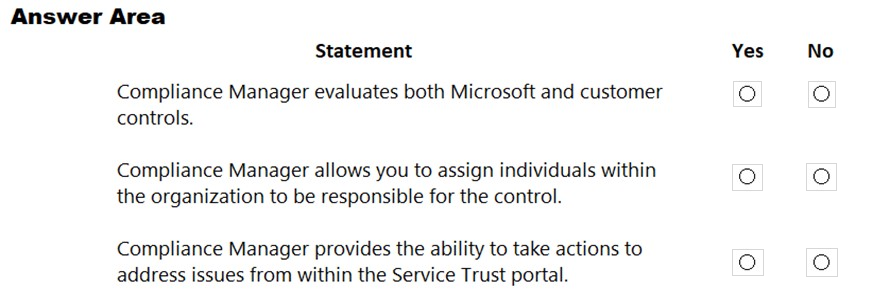 Answer Area
Statement Yes No
Compliance Manager evaluates both Microsoft and customer
controls.
Compliance Manager allows you to assign individuals within
the organization to be responsible for the control.
Compliance Manager provides the ability to take actions to
address issues from within the Service Trust portal.